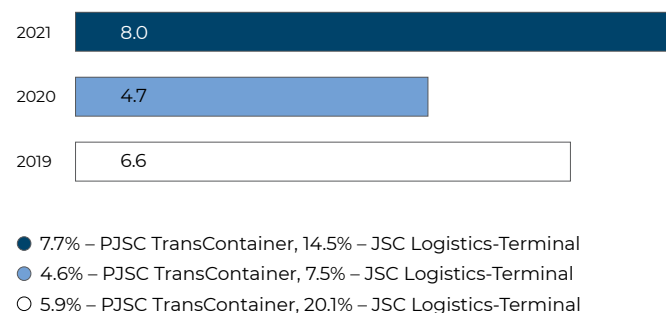 2021 8.0
2020 4.7
2019 6.6
7.7% – PJSC TransContainer, 14.5% – JSC Logistics-Terminal
4.6% – PJSC TransContainer, 7.5% – JSC Logistics-Terminal
5.9% – PJSC TransContainer, 20.1% – JSC Logistics-Terminal